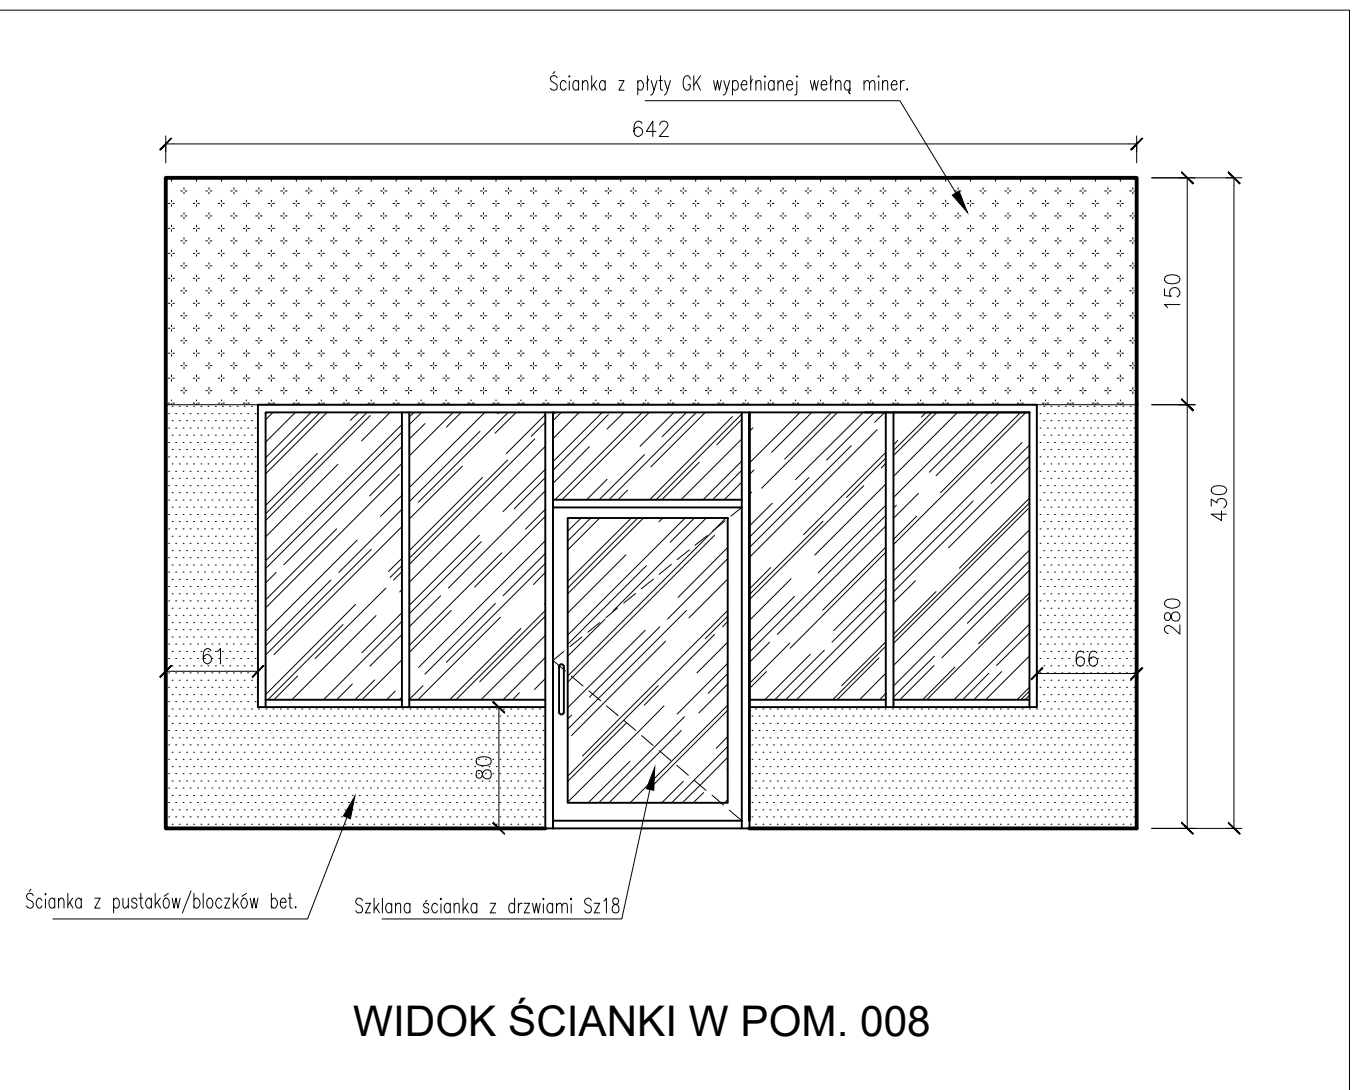 Ścianka z płyty GK wypełnianej wełną miner.
642
150
430
280
61
66
80
Ścianka z pustaków/bloczków bet.
Szklana ścianka z drzwiami Sz18
WIDOK ŚCIANKI W POM. 008